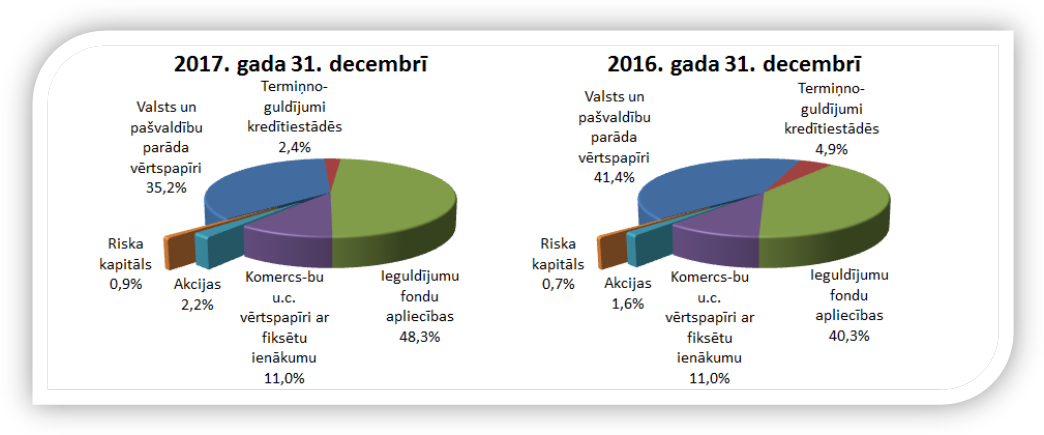 2017. gada 31. decembrī
Termiņno-
guldījumi
kredītiestādēs
2,4%
Valsts un
pašvaldību
parāda
vērtspapīri
35,2%
Riska
kapitāls
0,9%
Akcijas
2,2%
Komercs-bu
u.c.
vērtspapīri ar
fiksētu
ienākumu
11,0%
Ieguldījumu
fondu
apliecības
48,3%
2016. gada 31. decembrī
Termiņno-
guldījumi
kredītiestādēs
4,9%
Valsts un
pašvaldību
parāda
vērtspapīri
41,4%
Riska
kapitāls
0,7%
Akcijas
1,6%
Komercs-bu
u.c.
vērtspapīri ar
fiksētu
ienākumu
11,0%
Ieguldījumu
fondu
apliecības
40,3%